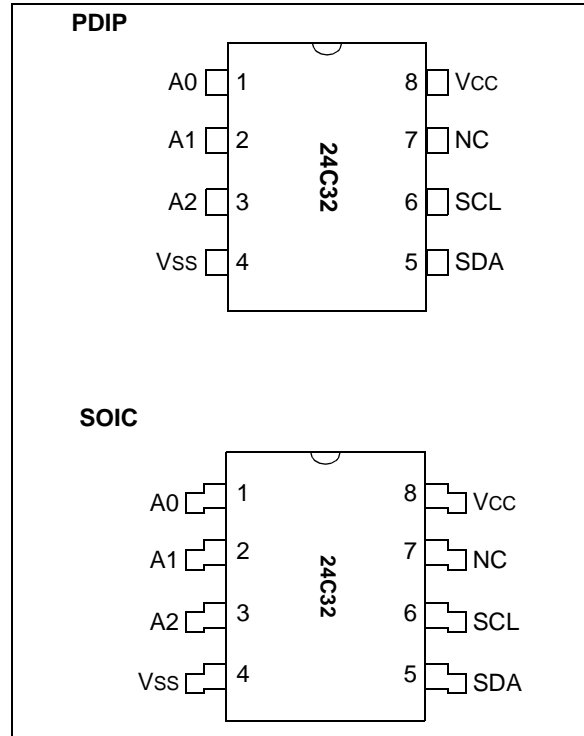 PDIP
A0 1 8 VCC
A1 2 7 NC
A2 3 6 SCL
VSS 4 5 SDA
24C32
SOIC
A0 1 8 VCC
A1 2 7 NC
A2 3 6 SCL
VSS 4 5 SDA
24C32